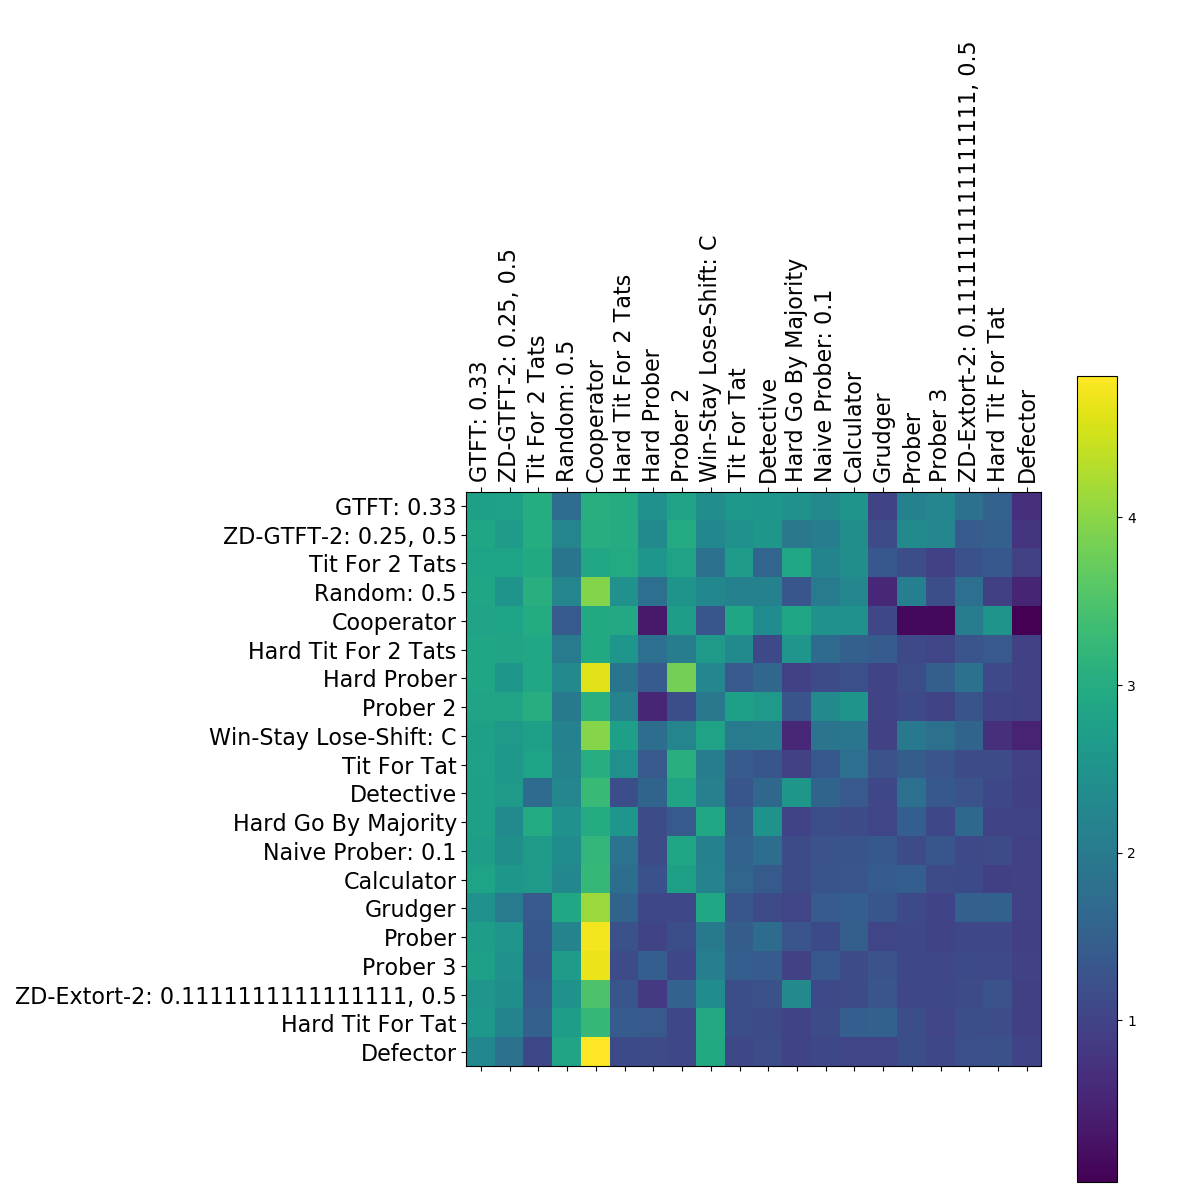 GTFT: 0.33
ZD-GTFT-2: 0.25, 0.5
Tit For 2 Tats
Random: 0.5
Cooperator
Hard Tit For 2 Tats
Hard Prober
Prober 2
Win-Stay Lose-Shift: C
Tit For Tat
Detective
Hard Go By Majority
Naive Prober: 0.1
Calculator
Grudger
Prober
Prober 3
ZD-Extort-2: 0.1111111111111111, 0.5
Hard Tit For Tat
Defector
GTFT: 0.33
ZD-GTFT-2: 0.25, 0.5
Tit For 2 Tats
Random: 0.5
Cooperator
Hard Tit For 2 Tats
Hard Prober
Prober 2
Win-Stay Lose-Shift: C
Tit For Tat
Detective
Hard Go By Majority
Naive Prober: 0.1
Calculator
Grudger
Prober
Prober 3
ZD-Extort-2: 0.1111111111111111, 0.5
Hard Tit For Tat
Defector
4
3
2
1